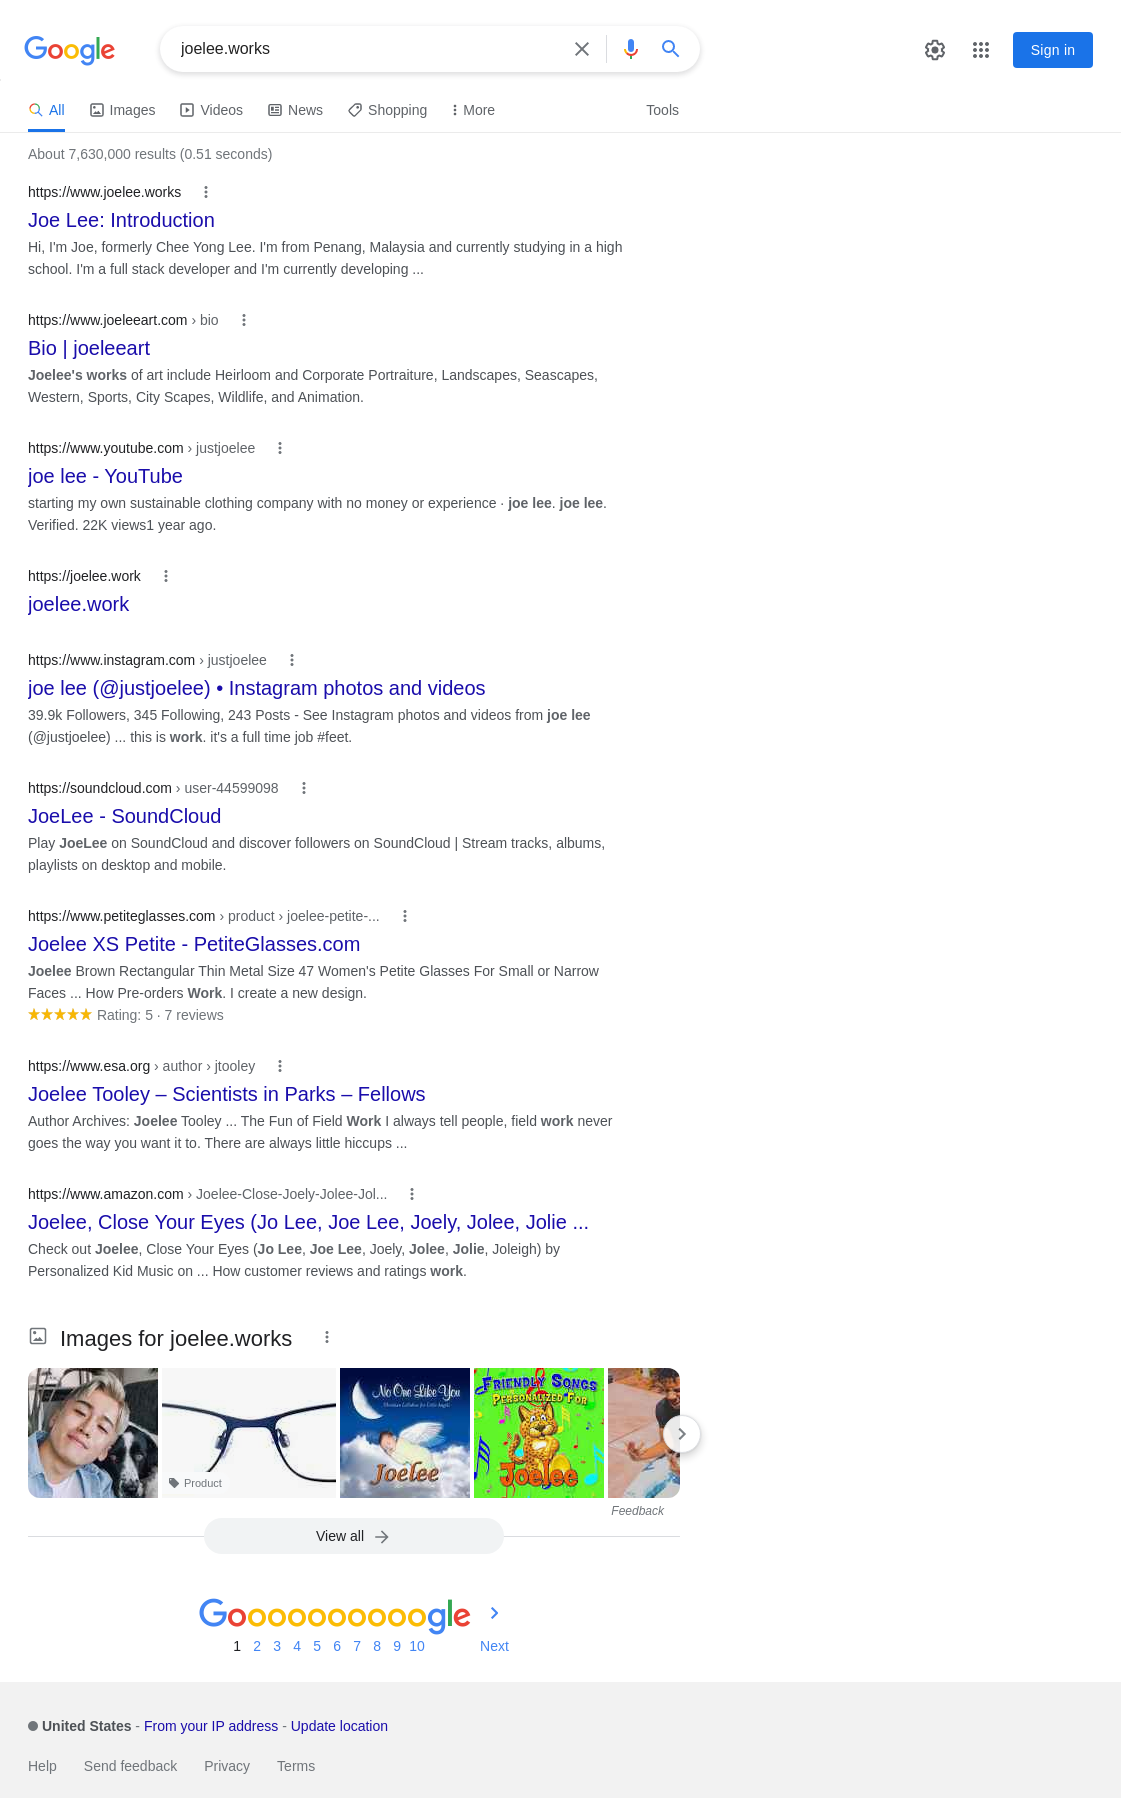 Google
joelee.works
Sign in
All Images Videos News Shopping More Tools
About 7,630,000 results (0.51 seconds)
https://www.joelee.works
Joe Lee: Introduction
Hi, I'm Joe, formerly Chee Yong Lee. I'm from Penang, Malaysia and currently studying in a high
school. I'm a full stack developer and I'm currently developing ...
https://www.joeleeart.com › bio
Bio | joeleeart
Joelee's works of art include Heirloom and Corporate Portraiture, Landscapes, Seascapes,
Western, Sports, City Scapes, Wildlife, and Animation.
https://www.youtube.com › justjoelee
joe lee - YouTube
starting my own sustainable clothing company with no money or experience · joe lee. joe lee.
Verified. 22K views1 year ago.
https://joelee.work
joelee.work
https://www.instagram.com › justjoelee
joe lee (@justjoelee) • Instagram photos and videos
39.9k Followers, 345 Following, 243 Posts - See Instagram photos and videos from joe lee
(@justjoelee) ... this is work. it's a full time job #feet.
https://soundcloud.com › user-44599098
JoeLee - SoundCloud
Play JoeLee on SoundCloud and discover followers on SoundCloud | Stream tracks, albums,
playlists on desktop and mobile.
https://www.petiteglasses.com › product › joelee-petite-...
Joelee XS Petite - PetiteGlasses.com
Joelee Brown Rectangular Thin Metal Size 47 Women's Petite Glasses For Small or Narrow
Faces ... How Pre-orders Work. I create a new design.
Rating: 5 · 7 reviews
https://www.esa.org › author › jtooley
Joelee Tooley – Scientists in Parks – Fellows
Author Archives: Joelee Tooley ... The Fun of Field Work I always tell people, field work never
goes the way you want it to. There are always little hiccups ...
https://www.amazon.com › Joelee-Close-Joely-Jolee-Jol...
Joelee, Close Your Eyes (Jo Lee, Joe Lee, Joely, Jolee, Jolie ...
Check out Joelee, Close Your Eyes (Jo Lee, Joe Lee, Joely, Jolee, Jolie, Joleigh) by
Personalized Kid Music on ... How customer reviews and ratings work.
Images for joelee.works
No One Like You
Christian Lullabies for Little Angels
Joelee
FRIENDLY SONGS
PERSONALIZED FOR
Joelee
Product
Feedback
View all
Goooooooooogle
1 2 3 4 5 6 7 8 9 10 Next
United States - From your IP address - Update location
Help Send feedback Privacy Terms